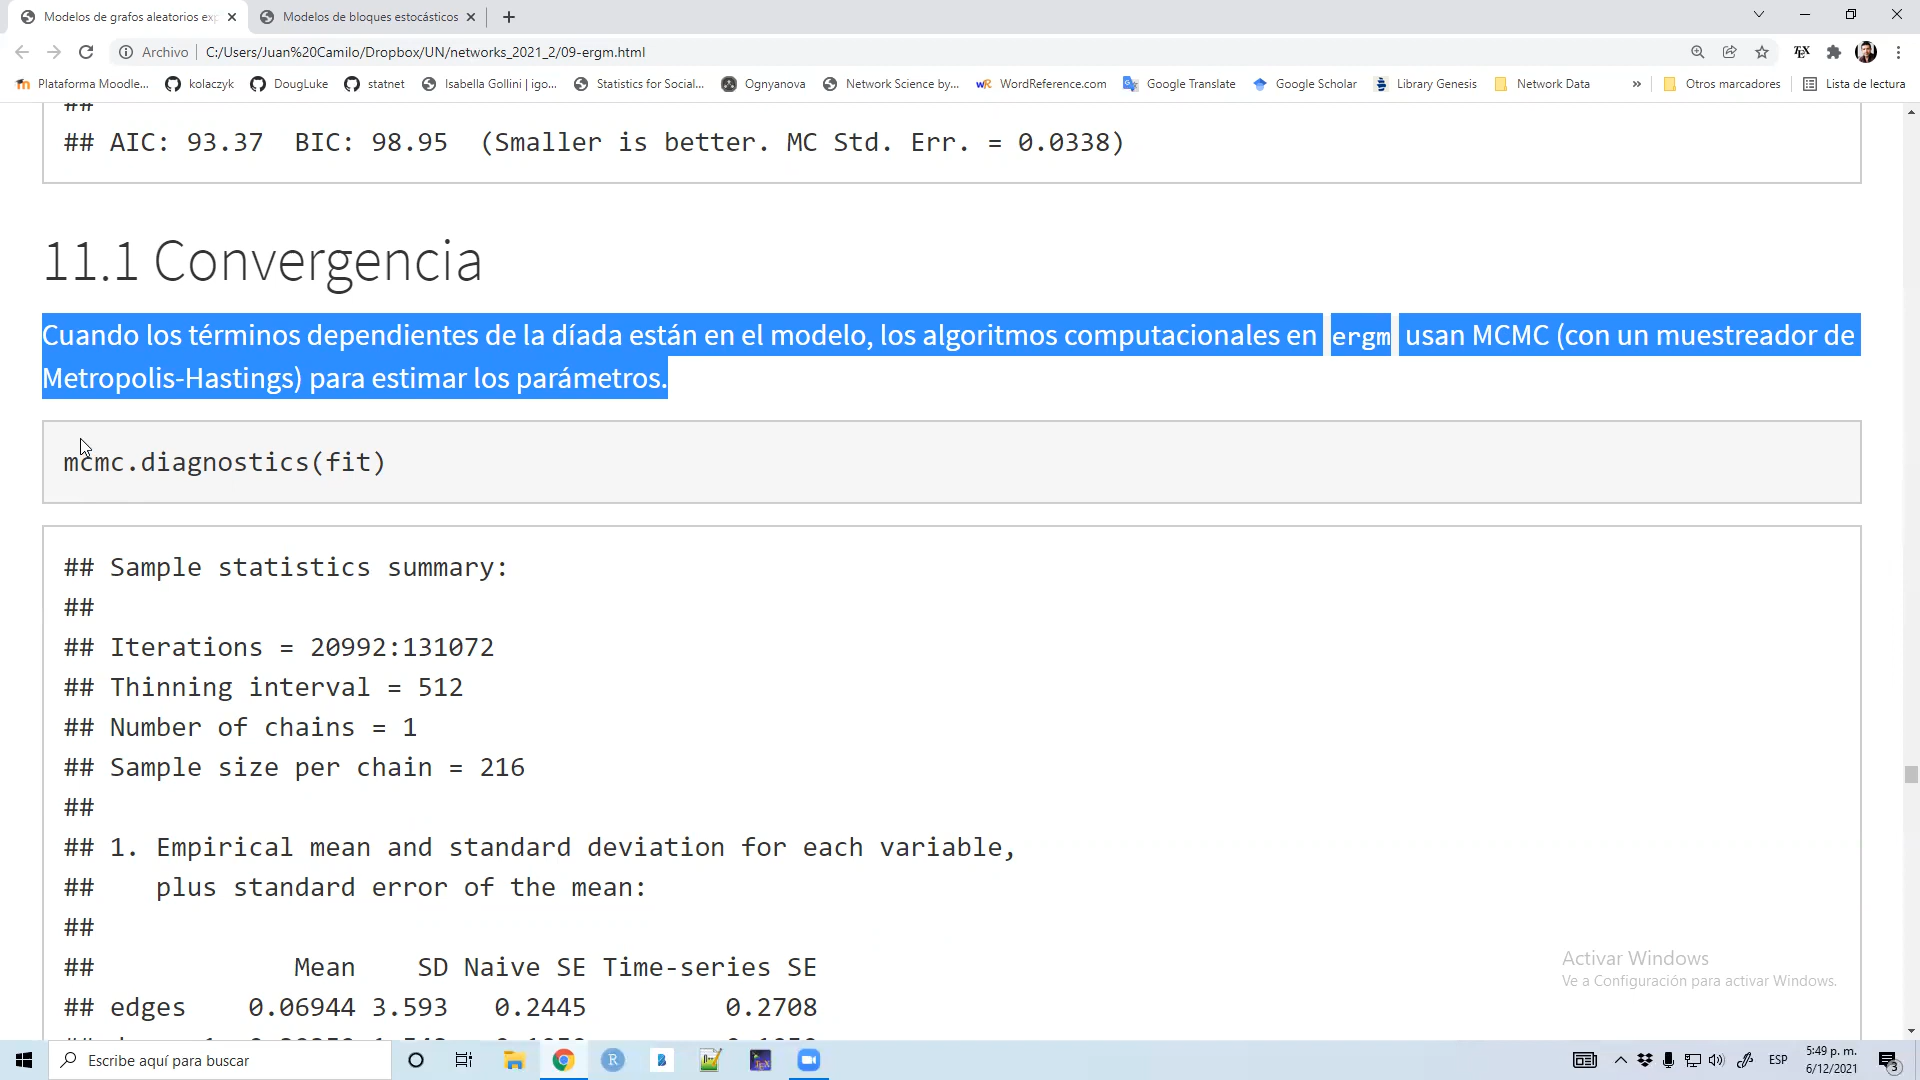 Modelos de grafos aleatorios exp
Modelos de bloques estocásticos
Archivo
C:/Users/Juan%20Camilo/Dropbox/UN/networks_2021_2/09-ergm.html
Plataforma Moodle...
kolaczyk
DougLuke
statnet
Isabella Gollini | igo...
Statistics for Social...
Ognyanova
Network Science by...
WordReference.com
Google Translate
Google Scholar
Library Genesis
Network Data
»
Otros marcadores
Lista de lectura
##
## AIC: 93.37  BIC: 98.95  (Smaller is better. MC Std. Err. = 0.0338)
11.1 Convergencia
Cuando los términos dependientes de la díada están en el modelo, los algoritmos computacionales en ergm usan MCMC (con un muestreador de
Metropolis-Hastings) para estimar los parámetros.
mcmc.diagnostics(fit)
## Sample statistics summary:
##
## Iterations = 20992:131072
## Thinning interval = 512
## Number of chains = 1
## Sample size per chain = 216
##
## 1. Empirical mean and standard deviation for each variable,
##    plus standard error of the mean:
##
##             Mean    SD Naive SE Time-series SE
## edges    0.06944 3.593   0.2445         0.2708
Activar Windows
Ve a Configuración para activar Windows.
Escribe aquí para buscar
ESP
5:49 p. m.
6/12/2021
3